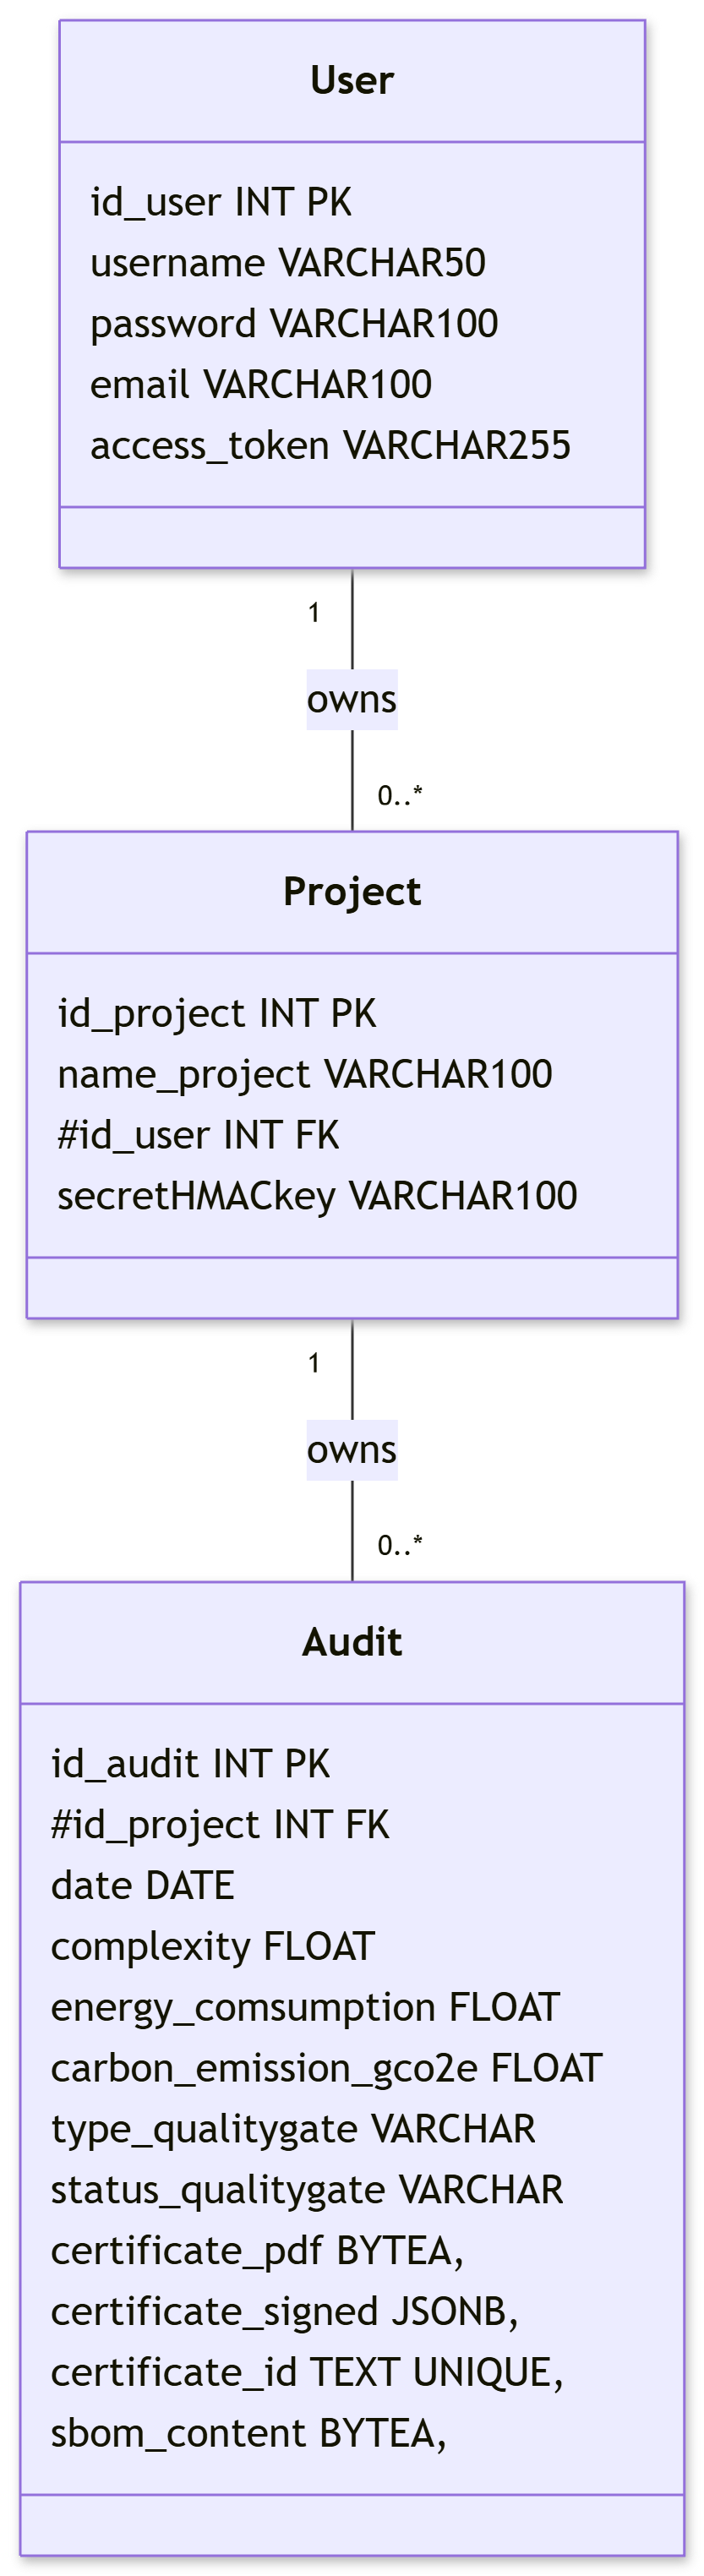 User
id_user INT PK
username VARCHAR50
password VARCHAR100
email VARCHAR100
access_token VARCHAR255
1
owns
0..*
Project
id_project INT PK
name_project VARCHAR100
#id_user INT FK
secretHMACkey VARCHAR100
1
owns
0..*
Audit
id_audit INT PK
#id_project INT FK
date DATE
complexity FLOAT
energy_comsumption FLOAT
carbon_emission_gco2e FLOAT
type_qualitygate VARCHAR
status_qualitygate VARCHAR
certificate_pdf BYTEA,
certificate_signed JSONB,
certificate_id TEXT UNIQUE,
sbom_content BYTEA,